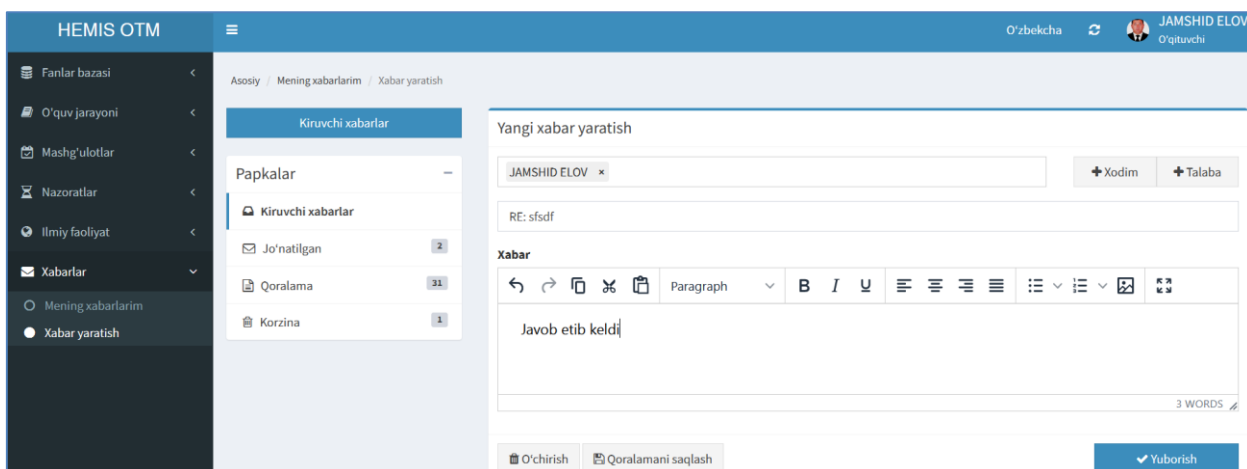 HEMIS OTM
O'zbekcha
JAMSHID ELOV
O'qituvchi
Fanlar bazasi
O'quv jarayoni
Mashg'ulotlar
Nazoratlar
Ilmiy faoliyat
Xabarlar
Mening xabarlarim
Xabar yaratish
Asosiy / Mening xabarlarim / Xabar yaratish
Kiruvchi xabarlar
Papkalar
Kiruvchi xabarlar
Jo'natilgan 2
Qoralama 31
Korzina 1
Yangi xabar yaratish
JAMSHID ELOV ×
+Xodim
+Talaba
RE: sfsdf
Xabar
Paragraph
B I U
Javob etib keldi
3 WORDS
O'chirish
Qoralamani saqlash
Yuborish